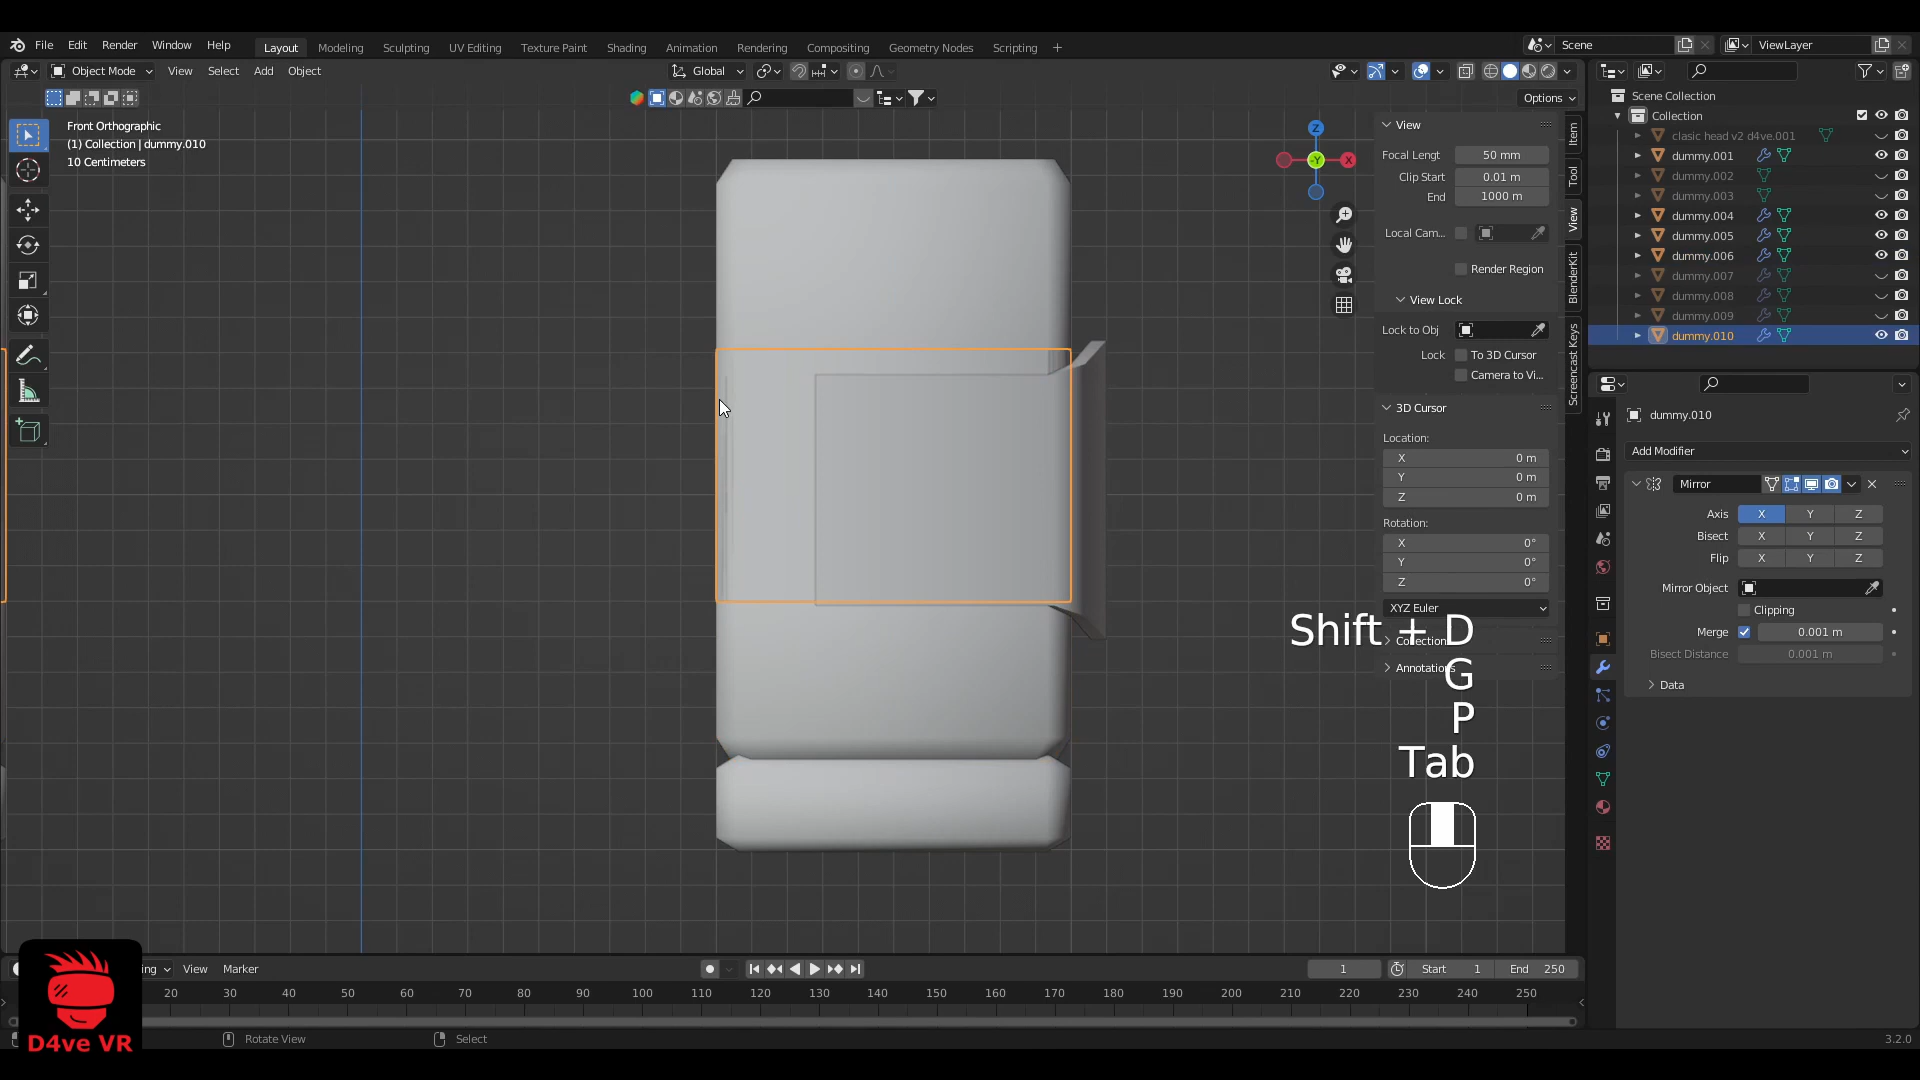 File Edit Render Window Help
Layout Modeling Sculpting UV Editing Texture Paint Shading Animation Rendering Compositing Geometry Nodes Scripting +
Scene
ViewLayer
Object Mode View Select Add Object
Global
Options
Front Orthographic
(1) Collection | dummy.010
10 Centimeters
Z
X
-Y
View
Focal Lengt 50 mm
Clip Start 0.01 m
End 1000 m
Local Cam...
Render Region
View Lock
Lock to Obj
Lock To 3D Cursor
Camera to Vi...
3D Cursor
Location:
X 0 m
Y 0 m
Z 0 m
Rotation:
X 0°
Y 0°
Z 0°
XYZ Euler
Collection
Annotations
Item
Tool
View
BlenderKit
Screencast Keys
Shift + D
G
P
Tab
Scene Collection
Collection
clasic head v2 d4ve.001
dummy.001
dummy.002
dummy.003
dummy.004
dummy.005
dummy.006
dummy.007
dummy.008
dummy.009
dummy.010
dummy.010
Add Modifier
Mirror
Axis X Y Z
Bisect X Y Z
Flip X Y Z
Mirror Object
Clipping
Merge 0.001 m
Bisect Distance 0.001 m
Data
ing View Marker
1 Start 1 End 250
20 30 40 50 60 70 80 90 100 110 120 130 140 150 160 170 180 190 200 210 220 230 240 250
Rotate View Select
3.2.0
D4ve VR